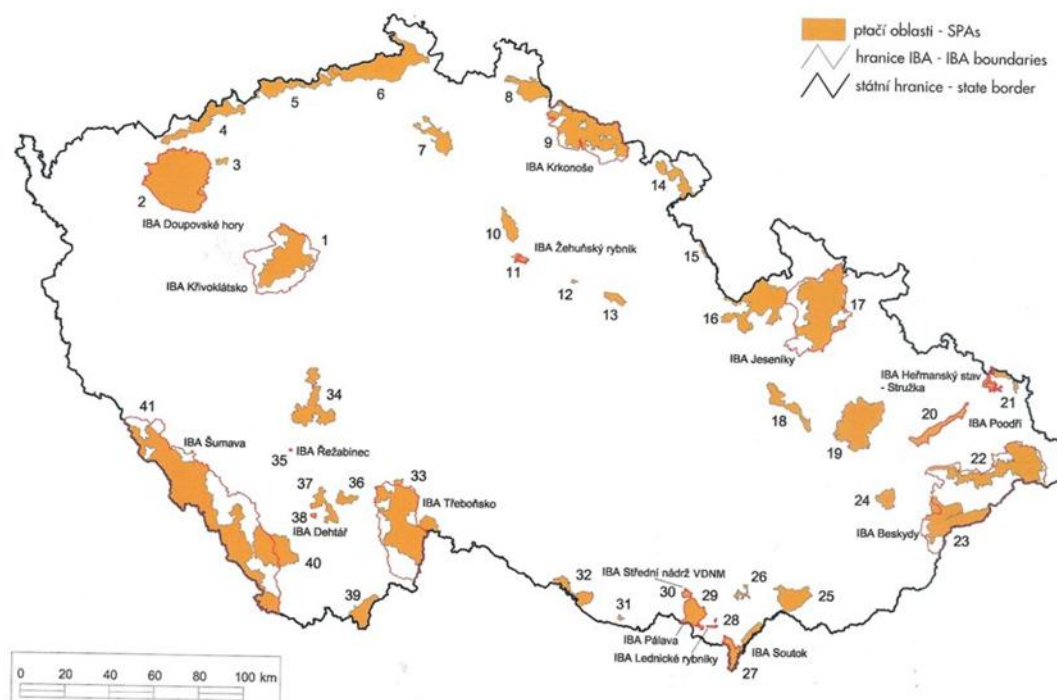 ptačí oblasti - SPAs
hranice IBA - IBA boundaries
státní hranice - state border
6
5
8
4
7
9
IBA Krkonoše
3
14
2
IBA Doupovské hory
1
10
IBA Žehuňský rybník
11
15
IBA Křivoklátsko
12
13
16
17
IBA Jeseníky
IBA Heřmanský stav
- Stružka
21
34
41
20
IBA Poodří
18
IBA Šumava
19
35
IBA Řežabinec
22
33
37
36
24
IBA Třeboňsko
38
IBA Dehtář
IBA Beskydy
23
40
IBA Střední nádrž VDNM
26
32
30
29
25
39
31
28
IBA Pálava
IBA Soutok
IBA Lednické rybníky
27
0 20 40 60 80 100 km